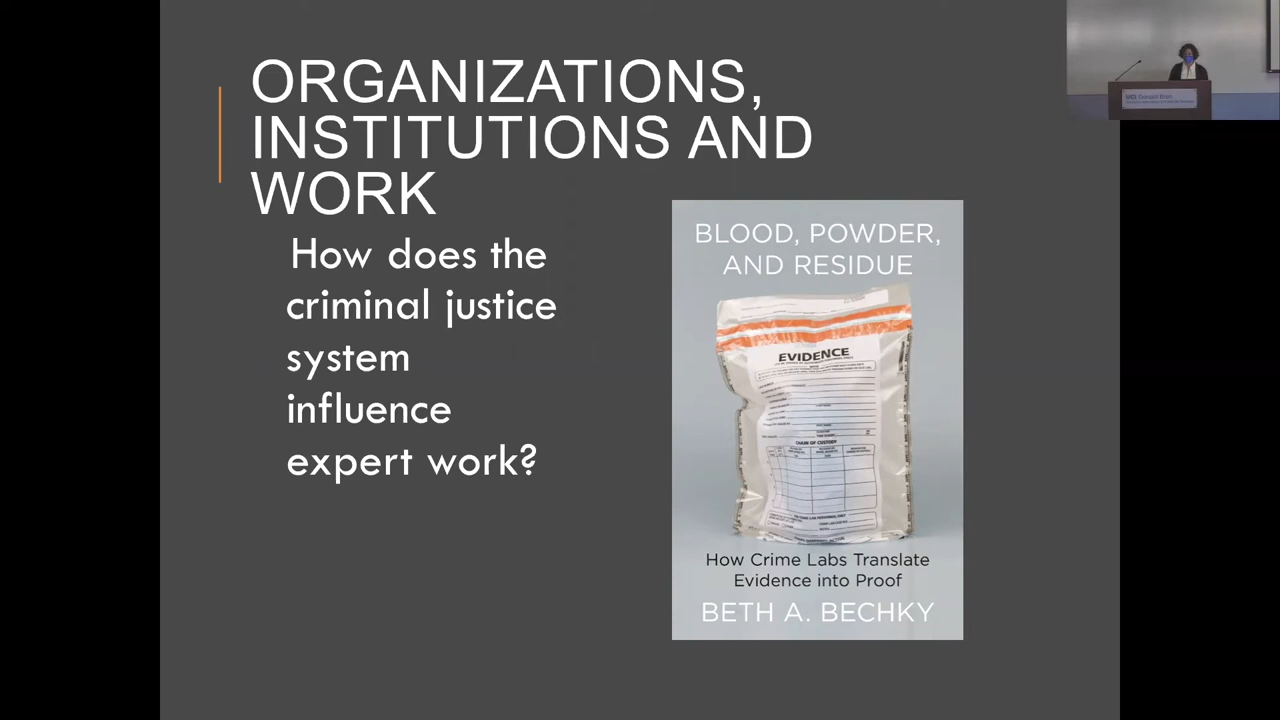 ORGANIZATIONS,
INSTITUTIONS AND
WORK
How does the
criminal justice
system
influence
expert work?
BLOOD, POWDER,
AND RESIDUE
EVIDENCE
CHAIN OF CUSTODY
How Crime Labs Translate
Evidence into Proof
BETH A. BECHKY